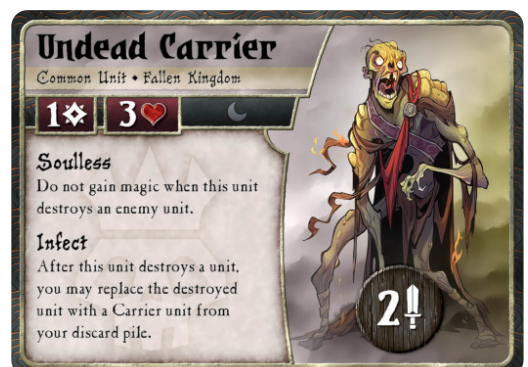 Undead Carrier
Common Unit • Fallen Kingdom
1 3
Soulless
Do not gain magic when this unit
destroys an enemy unit.
Infect
After this unit destroys a unit,
you may replace the destroyed
unit with a Carrier unit from
your discard pile.
2